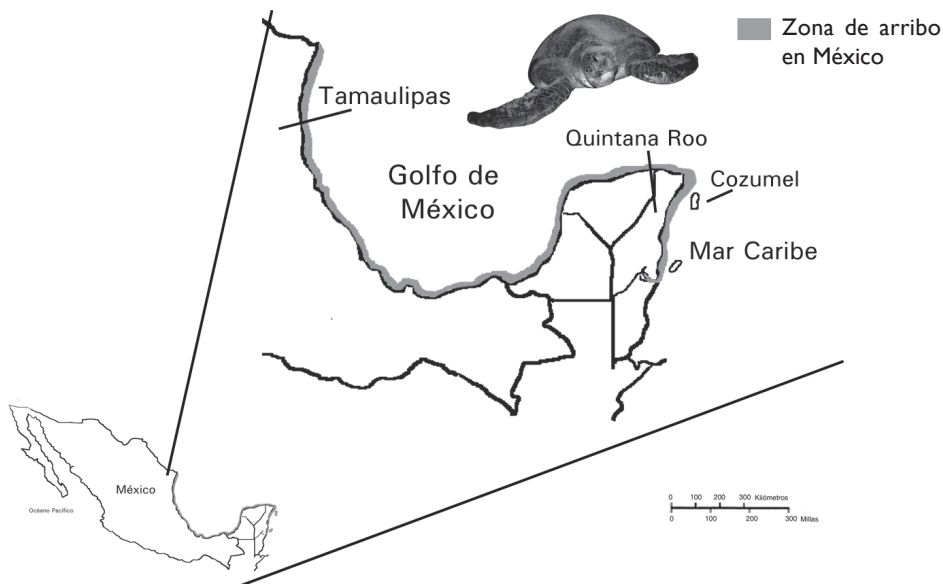 Zona de arribo
en México
Tamaulipas
Quintana Roo
Golfo de
México
Cozumel
Mar Caribe
México
Océano Pacífico
0 100 200 300 Kilómetros
0 100 200 300 Millas